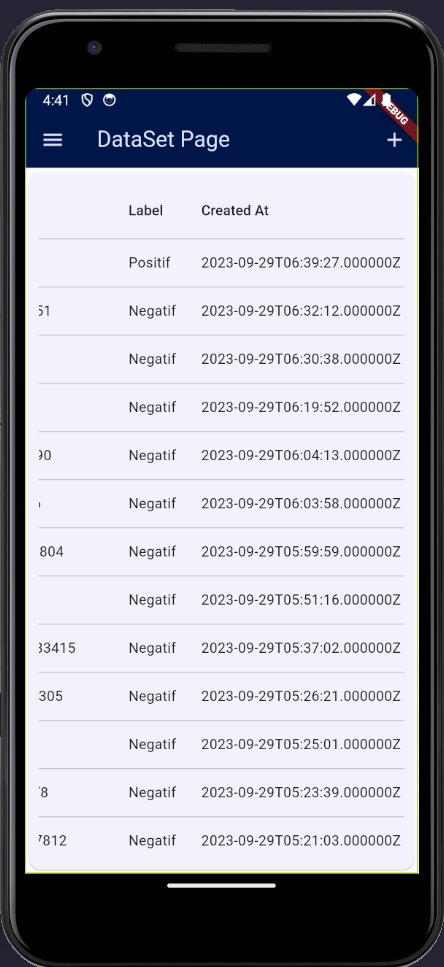 4:41
DEBUG
DataSet Page
Label Created At
Positif 2023-09-29T06:39:27.000000Z
51 Negatif 2023-09-29T06:32:12.000000Z
Negatif 2023-09-29T06:30:38.000000Z
Negatif 2023-09-29T06:19:52.000000Z
90 Negatif 2023-09-29T06:04:13.000000Z
Negatif 2023-09-29T06:03:58.000000Z
804 Negatif 2023-09-29T05:59:59.000000Z
Negatif 2023-09-29T05:51:16.000000Z
33415 Negatif 2023-09-29T05:37:02.000000Z
305 Negatif 2023-09-29T05:26:21.000000Z
Negatif 2023-09-29T05:25:01.000000Z
8 Negatif 2023-09-29T05:23:39.000000Z
7812 Negatif 2023-09-29T05:21:03.000000Z